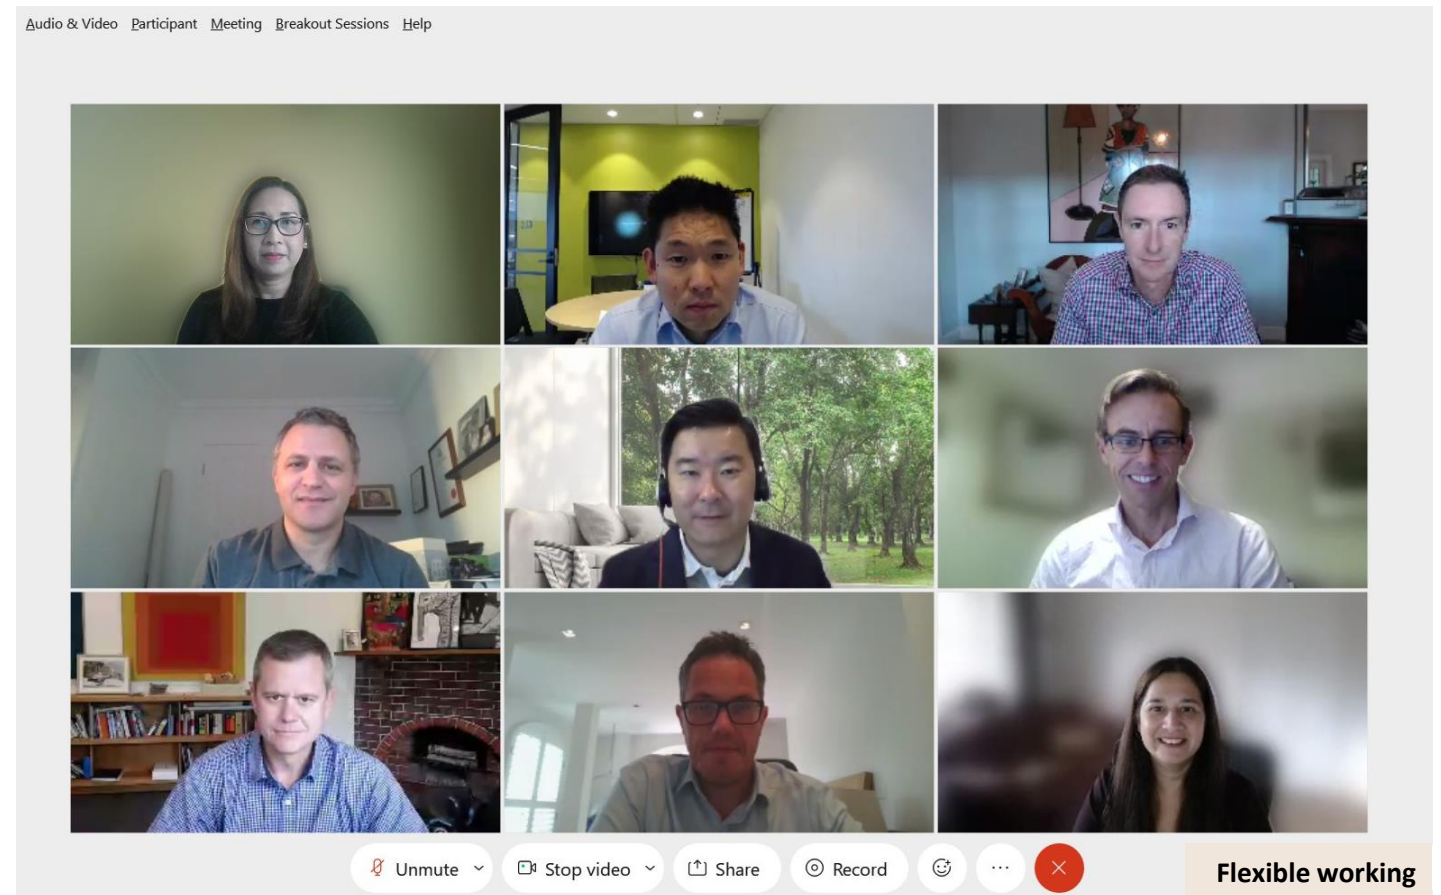 Audio & Video Participant Meeting Breakout Sessions Help
Unmute Stop video Share Record
Flexible working